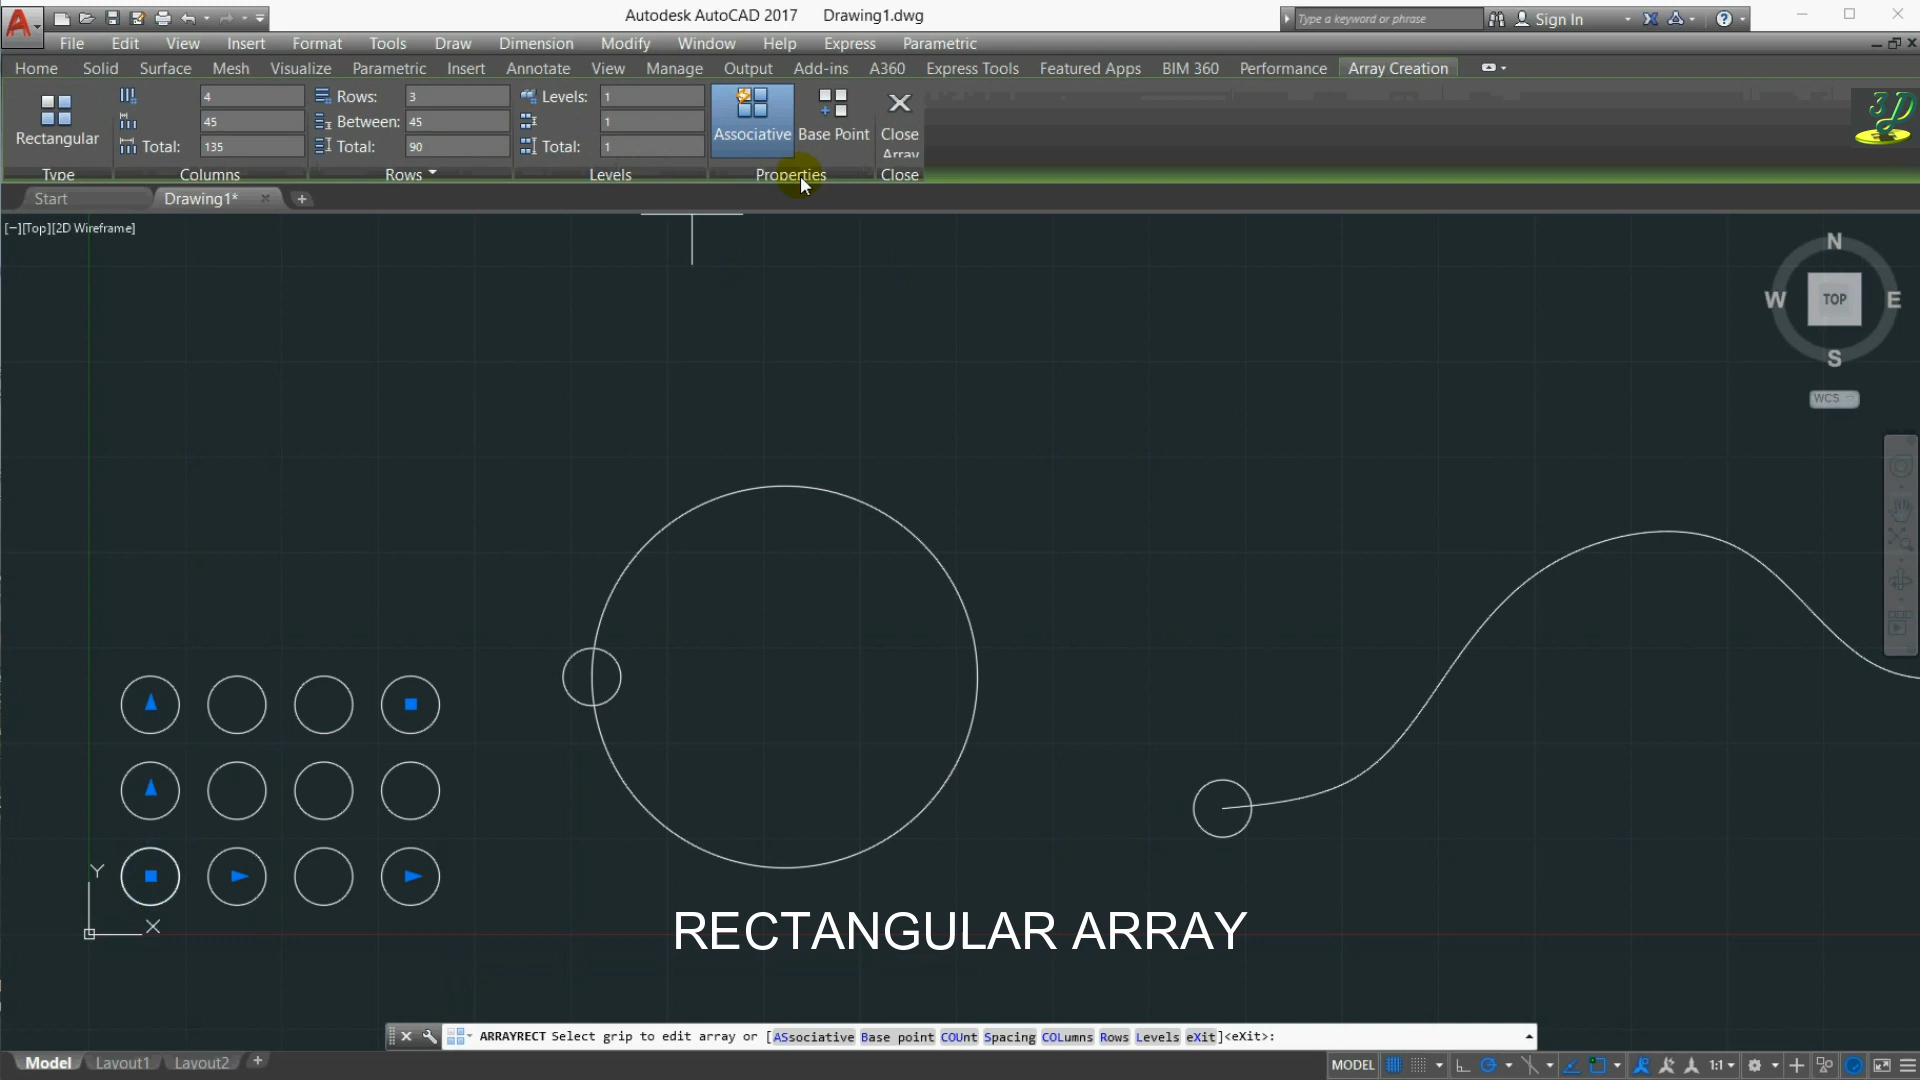 Autodesk AutoCAD 2017 Drawing1.dwg
Type a keyword or phrase
Sign In
File Edit View Insert Format Tools Draw Dimension Modify Window Help Express Parametric
Home Solid Surface Mesh Visualize Parametric Insert Annotate View Manage Output Add-ins A360 Express Tools Featured Apps BIM 360 Performance Array Creation
4 Rows: 3 Levels: 1
45 Between: 45 1
Rectangular Associative Base Point Close
Total: 135 Total: 90 Total: 1 Array
Type Columns Rows Levels Properties Close
3D
Start Drawing1*
[−][Top][2D Wireframe]
N
W TOP E
S
WCS
Y
X
RECTANGULAR ARRAY
ARRAYRECT Select grip to edit array or [ASsociative Base point COUnt Spacing COLumns Rows Levels eXit]<eXit>:
Model Layout1 Layout2 +
MODEL 1:1